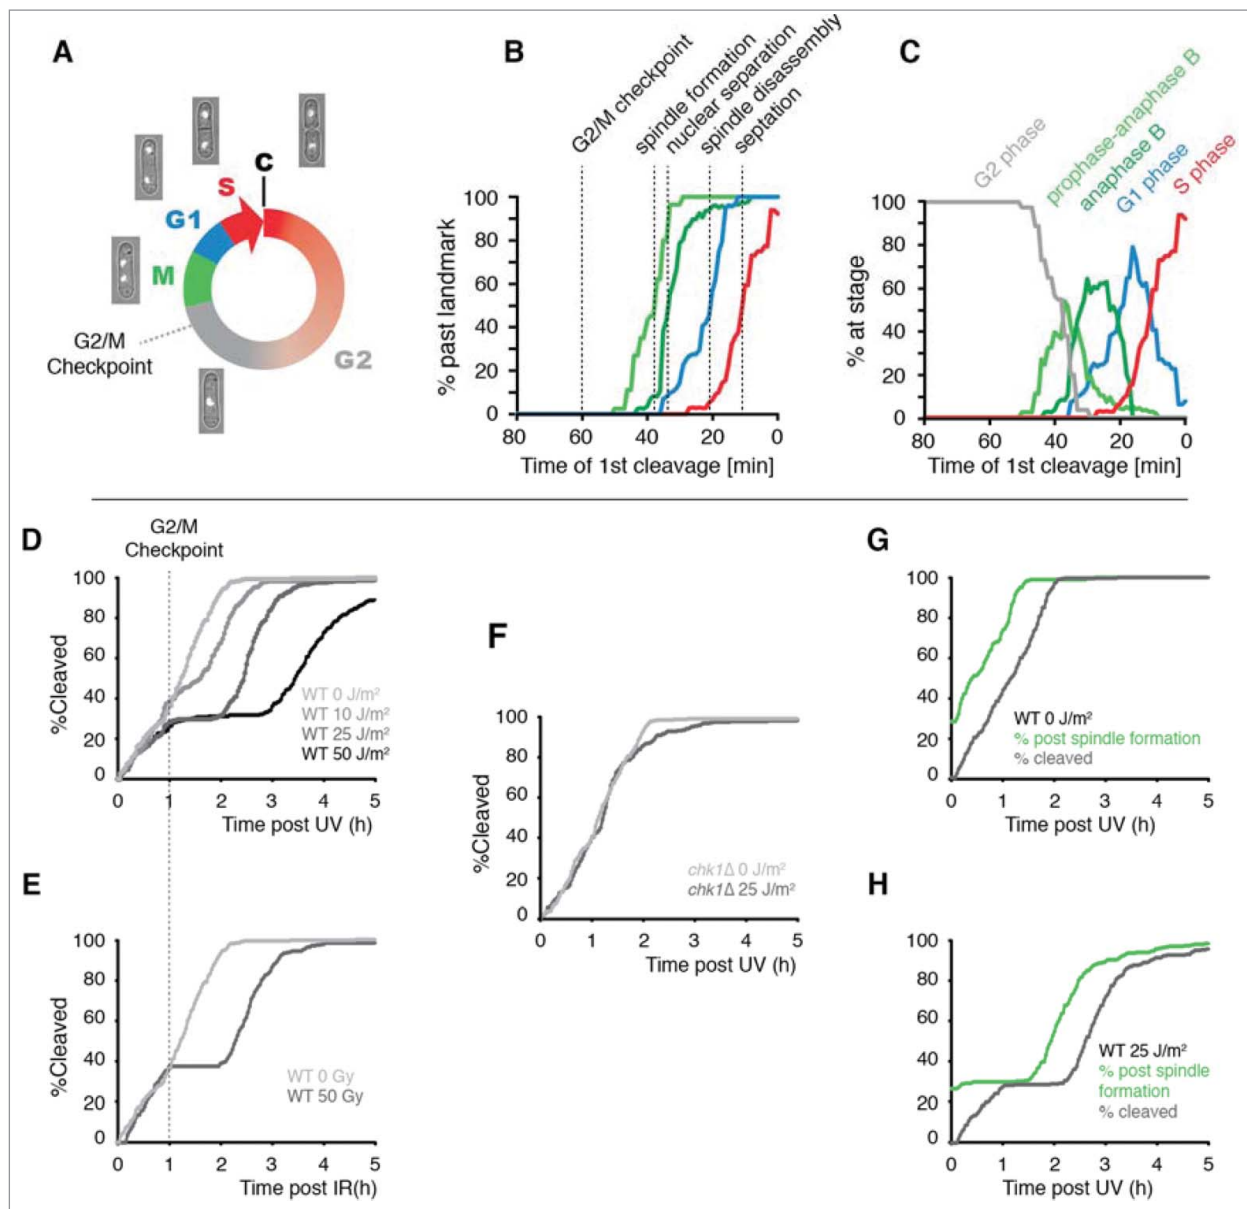 A
C
S
G1
M
G2/M
Checkpoint
G2
B
G2/M checkpoint
spindle formation
nuclear separation
spindle disassembly
septation
% past landmark
100
80
60
40
20
0
80 60 40 20 0
Time of 1st cleavage [min]
C
G2 phase
prophase-anaphase B
anaphase B
G1 phase
S phase
% at stage
100
80
60
40
20
0
80 60 40 20 0
Time of 1st cleavage [min]
D
G2/M
Checkpoint
%Cleaved
100
80
60
40
20
0
WT 0 J/m²
WT 10 J/m²
WT 25 J/m²
WT 50 J/m²
0 1 2 3 4 5
Time post UV (h)
E
%Cleaved
100
80
60
40
20
0
WT 0 Gy
WT 50 Gy
0 1 2 3 4 5
Time post IR(h)
F
%Cleaved
100
80
60
40
20
0
chk1Δ 0 J/m²
chk1Δ 25 J/m²
0 1 2 3 4 5
Time post UV (h)
G
100
80
60
40
20
0
WT 0 J/m²
% post spindle formation
% cleaved
0 1 2 3 4 5
Time post UV (h)
H
100
80
60
40
20
0
WT 25 J/m²
% post spindle
formation
% cleaved
0 1 2 3 4 5
Time post UV (h)